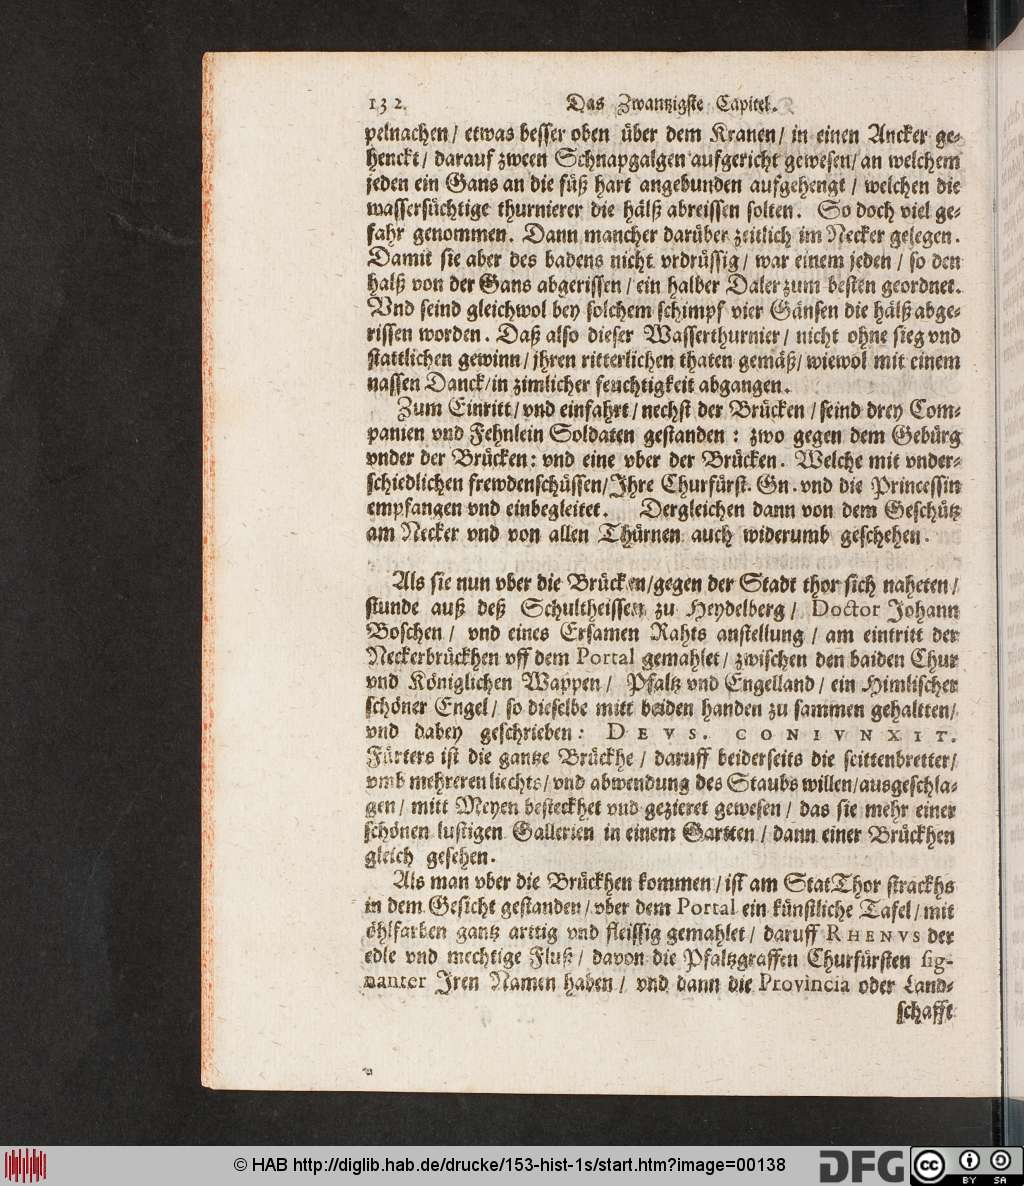 132. Das Zwantzigste Capitel.
pelnachen / etwas besser oben über dem Kranen / in einen Ancker ge-
henckt / darauf zween Schnapgalgen aufgericht gewesen / an welchem
jeden ein Gans an die füß hart angebunden aufgehengt / welchen die
wassersüchtige thurnierer die hälß abreissen solten. So doch viel ge-
fahr genommen. Dann mancher darüber zeitlich im Necker gelegen.
Damit sie aber des badens nicht vrdrüssig / war einem jeden / so den
halß von der Gans abgerissen / ein halber Daler zum besten geordnet.
Vnd seind gleichwol bey solchem schimpf vier Gänsen die hälß abge-
rissen worden. Daß also dieser Wasserthurnier / nicht ohne sieg vnd
stattlichen gewinn / jhren ritterlichen thaten gemäß / wiewol mit einem
nassen Danck / in zimlicher feuchtigkeit abgangen.
Zum Einritt / vnd einfahrt / nechst der Brücken / seind drey Com-
panien vnd Fehnlein Soldaten gestanden : zwo gegen dem Gebürg
vnder der Brücken: vnd eine vber der Brücken. Welche mit vnder-
schiedlichen frewdenschüssen / Ihre Churfürst. Gn. vnd die Princessin
empfangen vnd einbegleitet. Dergleichen dann von dem Geschütz
am Necker vnd von allen Thürnen auch widerumb geschehen.
Als sie nun vber die Brücken / gegen der Stadt thor sich naheten /
stunde auß deß Schultheissen zu Heydelberg / Doctor Johann
Boschen / vnd eines Ersamen Rahts anstellung / am eintritt der
Neckerbrückhen vff dem Portal gemahlet / zwischen den baiden Chur
vnd Königlichen Wappen / Pfaltz vnd Engelland / ein Himlischer
schöner Engel / so dieselbe mitt beiden handen zu sammen gehaltten /
vnd dabey geschrieben: DEVS. CONIVNXIT.
Fürters ist die gantze Brückhe / daruff beiderseits die seittenbretter /
vmb mehreren liechts / vnd abwendung des Staubs willen / ausgeschla-
gen / mitt Meyen besteckhet vnd gezieret gewesen / das sie mehr einer
schönen lustigen Gallerien in einem Gartten / dann einer Brückhen
gleich gesehen.
Als man vber die Brückhen kommen / ist am StatThor strackhs
in dem Gesicht gestanden / vber dem Portal ein künstliche Tafel / mit
öhlfarben gantz arttig vnd fleissig gemahlet / daruff RHENVS der
edle vnd mechtige Fluß / davon die Pfaltzgraffen Churfürsten sig-
nanter Iren Namen haben / vnd dann die Provincia oder Land-
schafft
© HAB http://diglib.hab.de/drucke/153-hist-1s/start.htm?image=00138
DFG
cc
BY SA